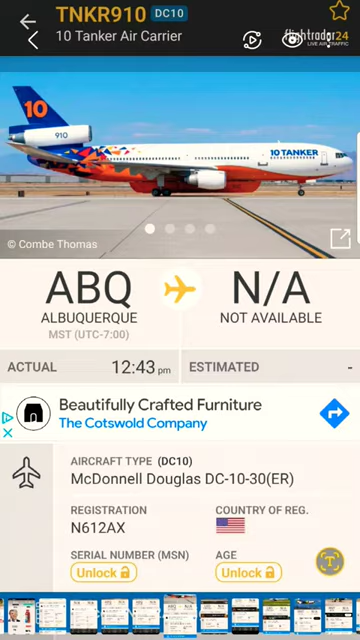 TNKR910 DC10
10 Tanker Air Carrier
flightradar24
LIVE AIR TRAFFIC
10
910
10 TANKER
© Combe Thomas
ABQ
ALBUQUERQUE
MST (UTC-7:00)
N/A
NOT AVAILABLE
ACTUAL 12:43 pm
ESTIMATED -
Beautifully Crafted Furniture
The Cotswold Company
AIRCRAFT TYPE (DC10)
McDonnell Douglas DC-10-30(ER)
REGISTRATION
N612AX
COUNTRY OF REG.
SERIAL NUMBER (MSN)
Unlock
AGE
Unlock
T